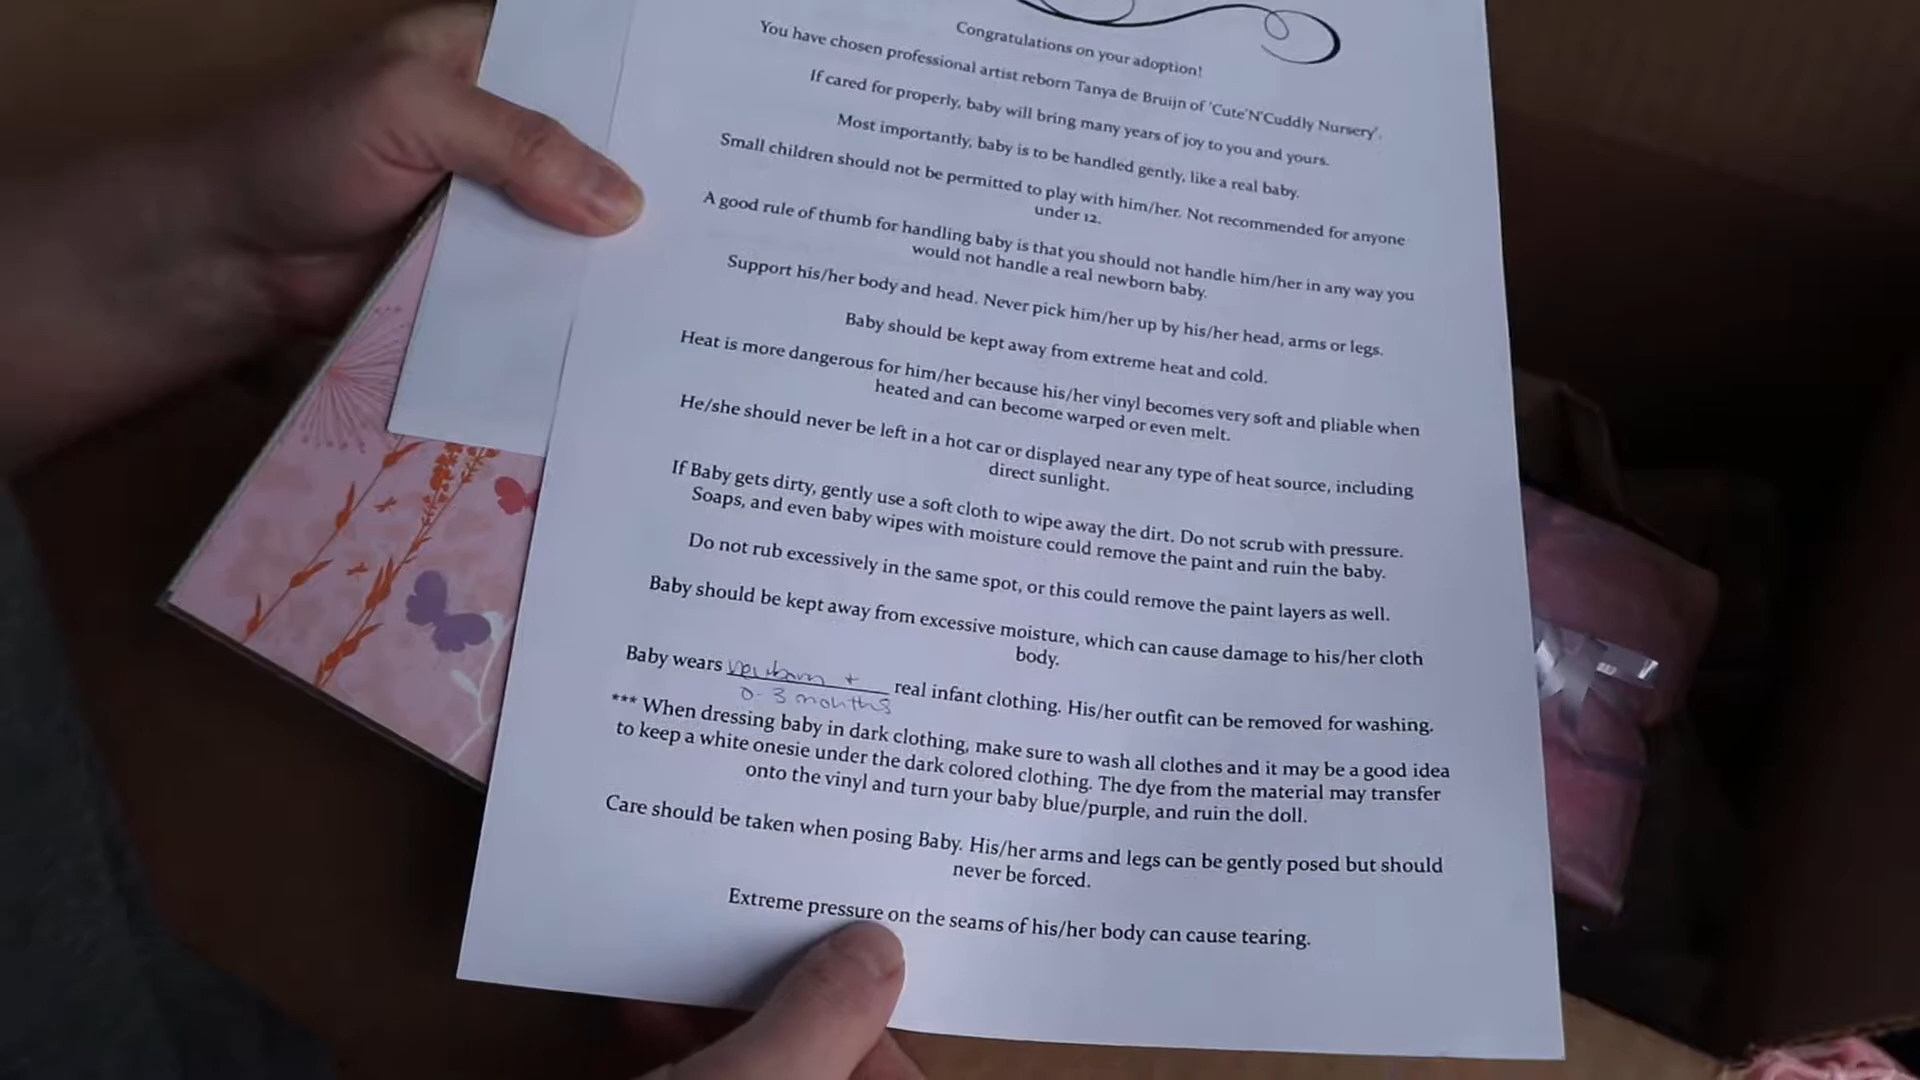 Congratulations on your adoption!
You have chosen professional artist reborn Tanya de Bruijn of 'Cute'N'Cuddly Nursery'.
If cared for properly, baby will bring many years of joy to you and yours.
Most importantly, baby is to be handled gently, like a real baby.
Small children should not be permitted to play with him/her. Not recommended for anyone
under 12.
A good rule of thumb for handling baby is that you should not handle him/her in any way you
would not handle a real newborn baby.
Support his/her body and head. Never pick him/her up by his/her head, arms or legs.
Baby should be kept away from extreme heat and cold.
Heat is more dangerous for him/her because his/her vinyl becomes very soft and pliable when
heated and can become warped or even melt.
He/she should never be left in a hot car or displayed near any type of heat source, including
direct sunlight.
If Baby gets dirty, gently use a soft cloth to wipe away the dirt. Do not scrub with pressure.
Soaps, and even baby wipes with moisture could remove the paint and ruin the baby.
Do not rub excessively in the same spot, or this could remove the paint layers as well.
Baby should be kept away from excessive moisture, which can cause damage to his/her cloth
body.
Baby wears newborn + real infant clothing. His/her outfit can be removed for washing.
0-3 months
*** When dressing baby in dark clothing, make sure to wash all clothes and it may be a good idea
to keep a white onesie under the dark colored clothing. The dye from the material may transfer
onto the vinyl and turn your baby blue/purple, and ruin the doll.
Care should be taken when posing Baby. His/her arms and legs can be gently posed but should
never be forced.
Extreme pressure on the seams of his/her body can cause tearing.